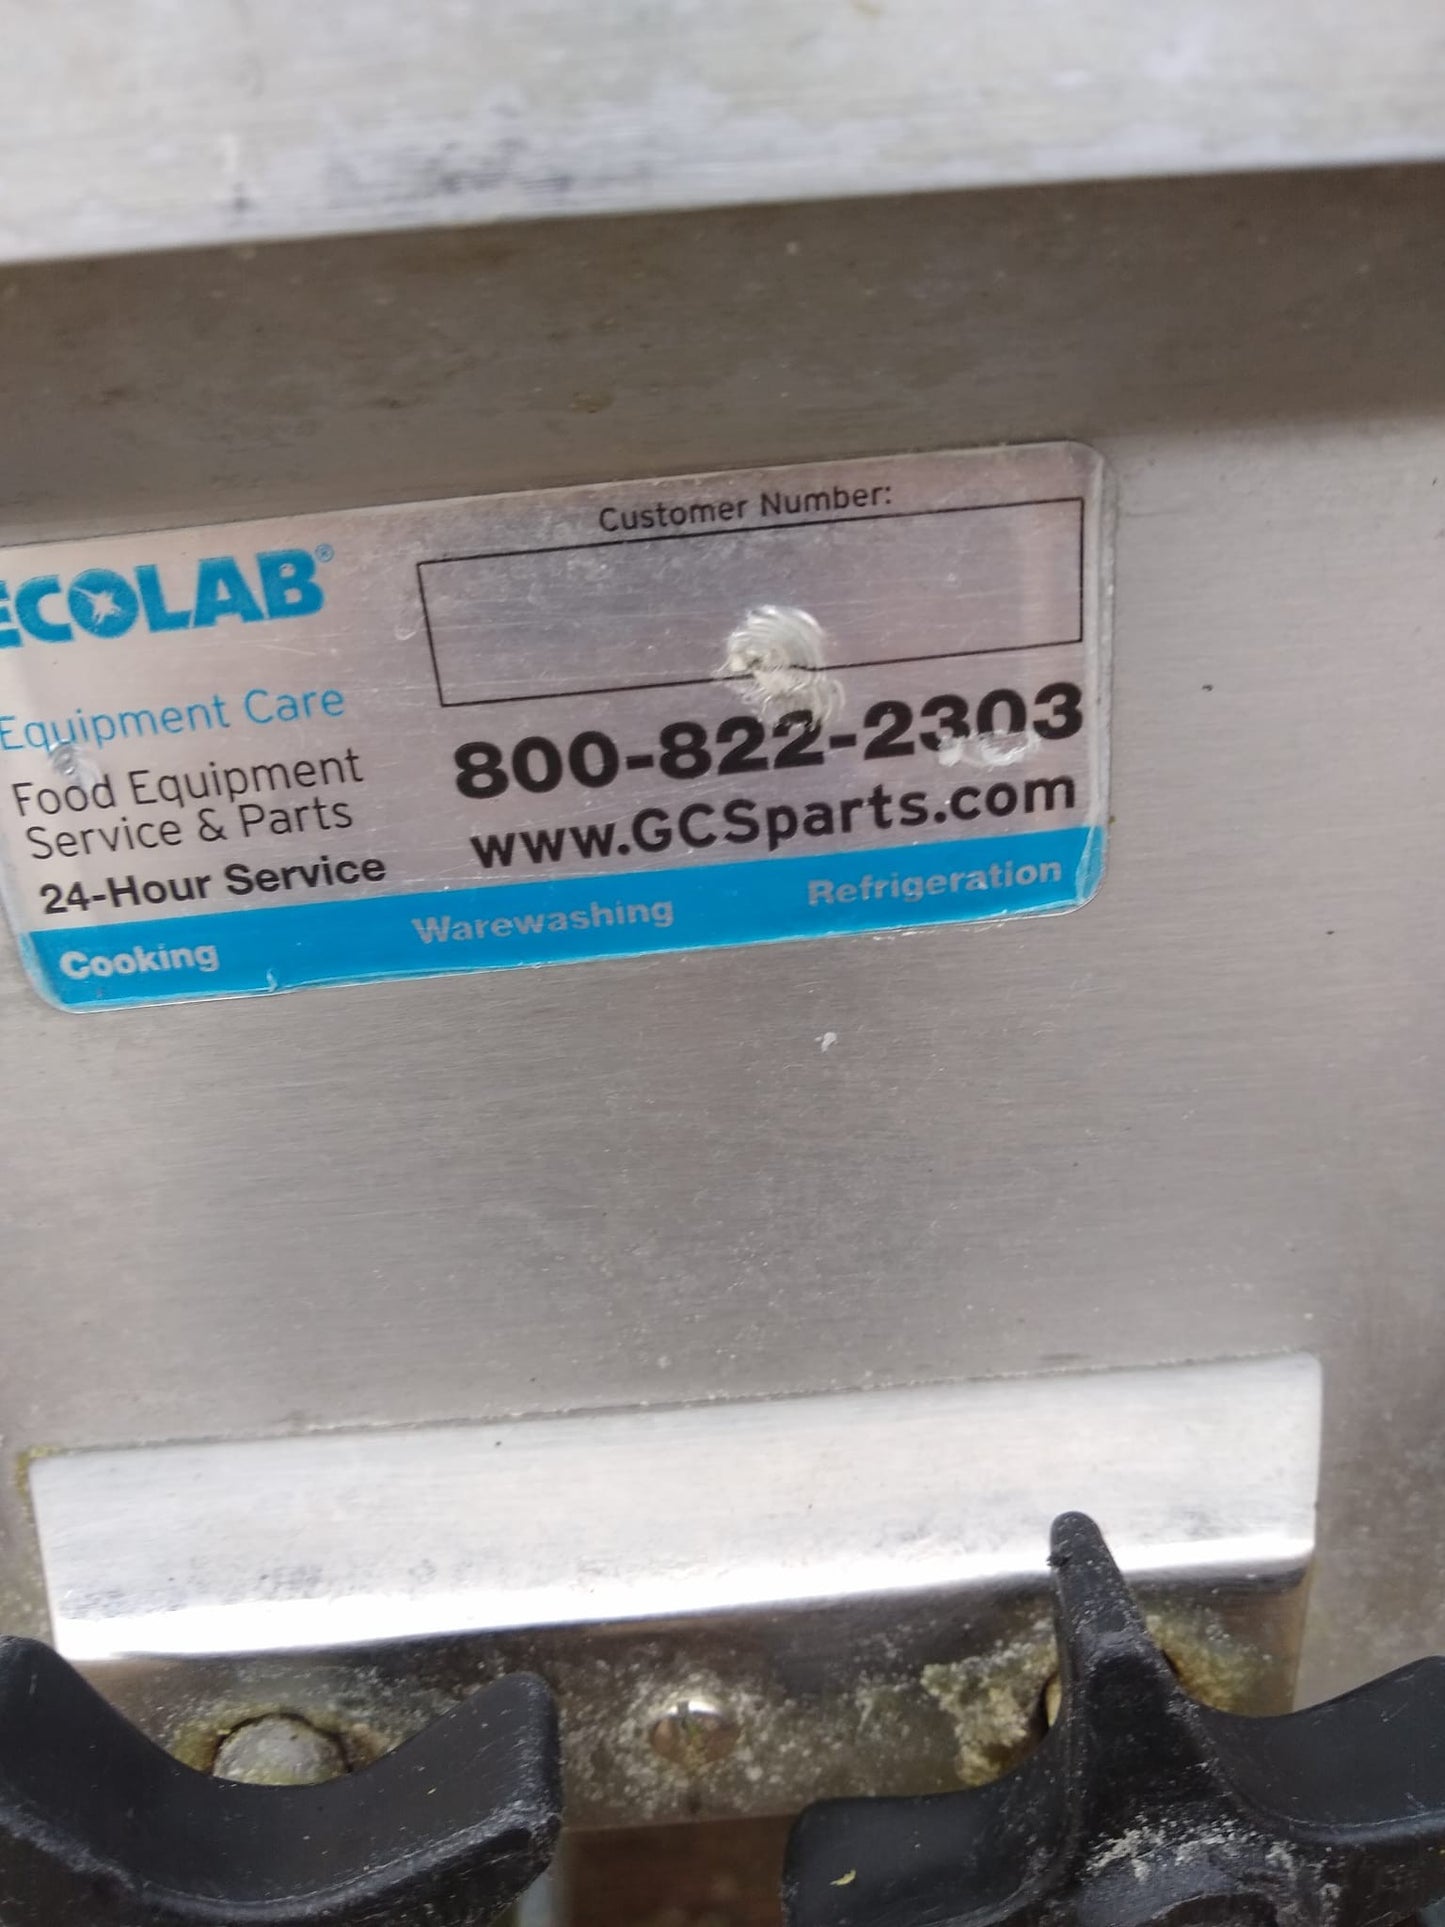 ECOLAB®
Equipment Care
Food Equipment
Service & Parts
24-Hour Service
Customer Number:
800-822-2303
www.GCSparts.com
Cooking Warewashing Refrigeration